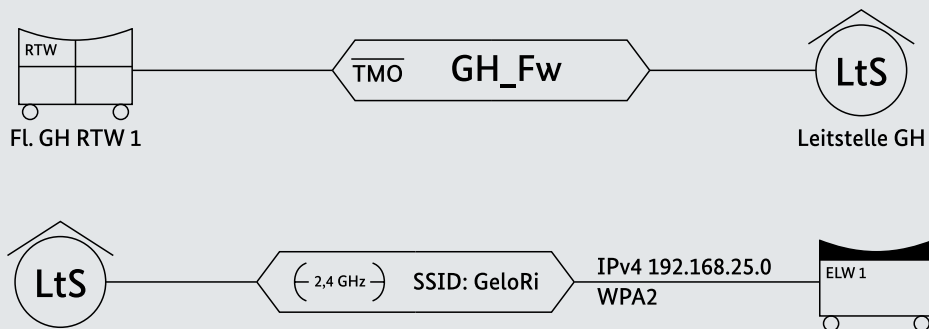 RTW
TMO GH_Fw
LtS
Fl. GH RTW 1
Leitstelle GH
LtS
2,4 GHz SSID: GeloRi
IPv4 192.168.25.0
WPA2
ELW 1